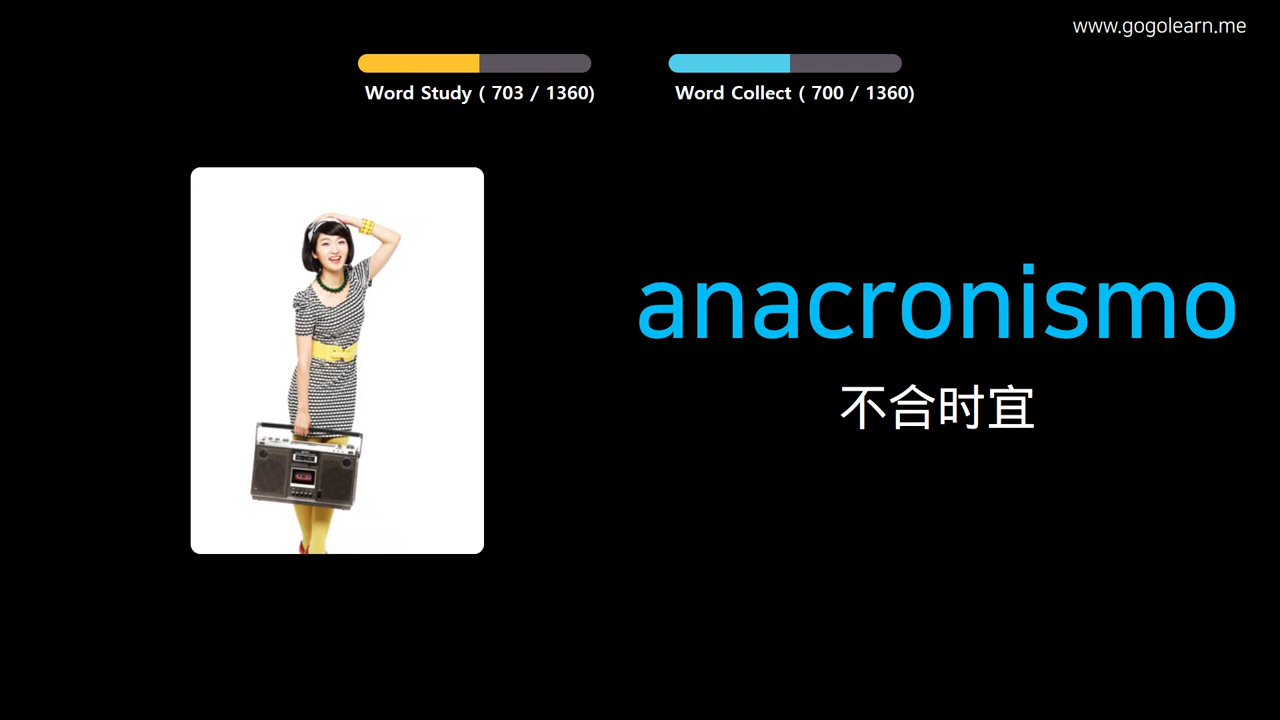 www.gogolearn.me
Word Study ( 703 / 1360)
Word Collect ( 700 / 1360)
anacronismo
不合时宜